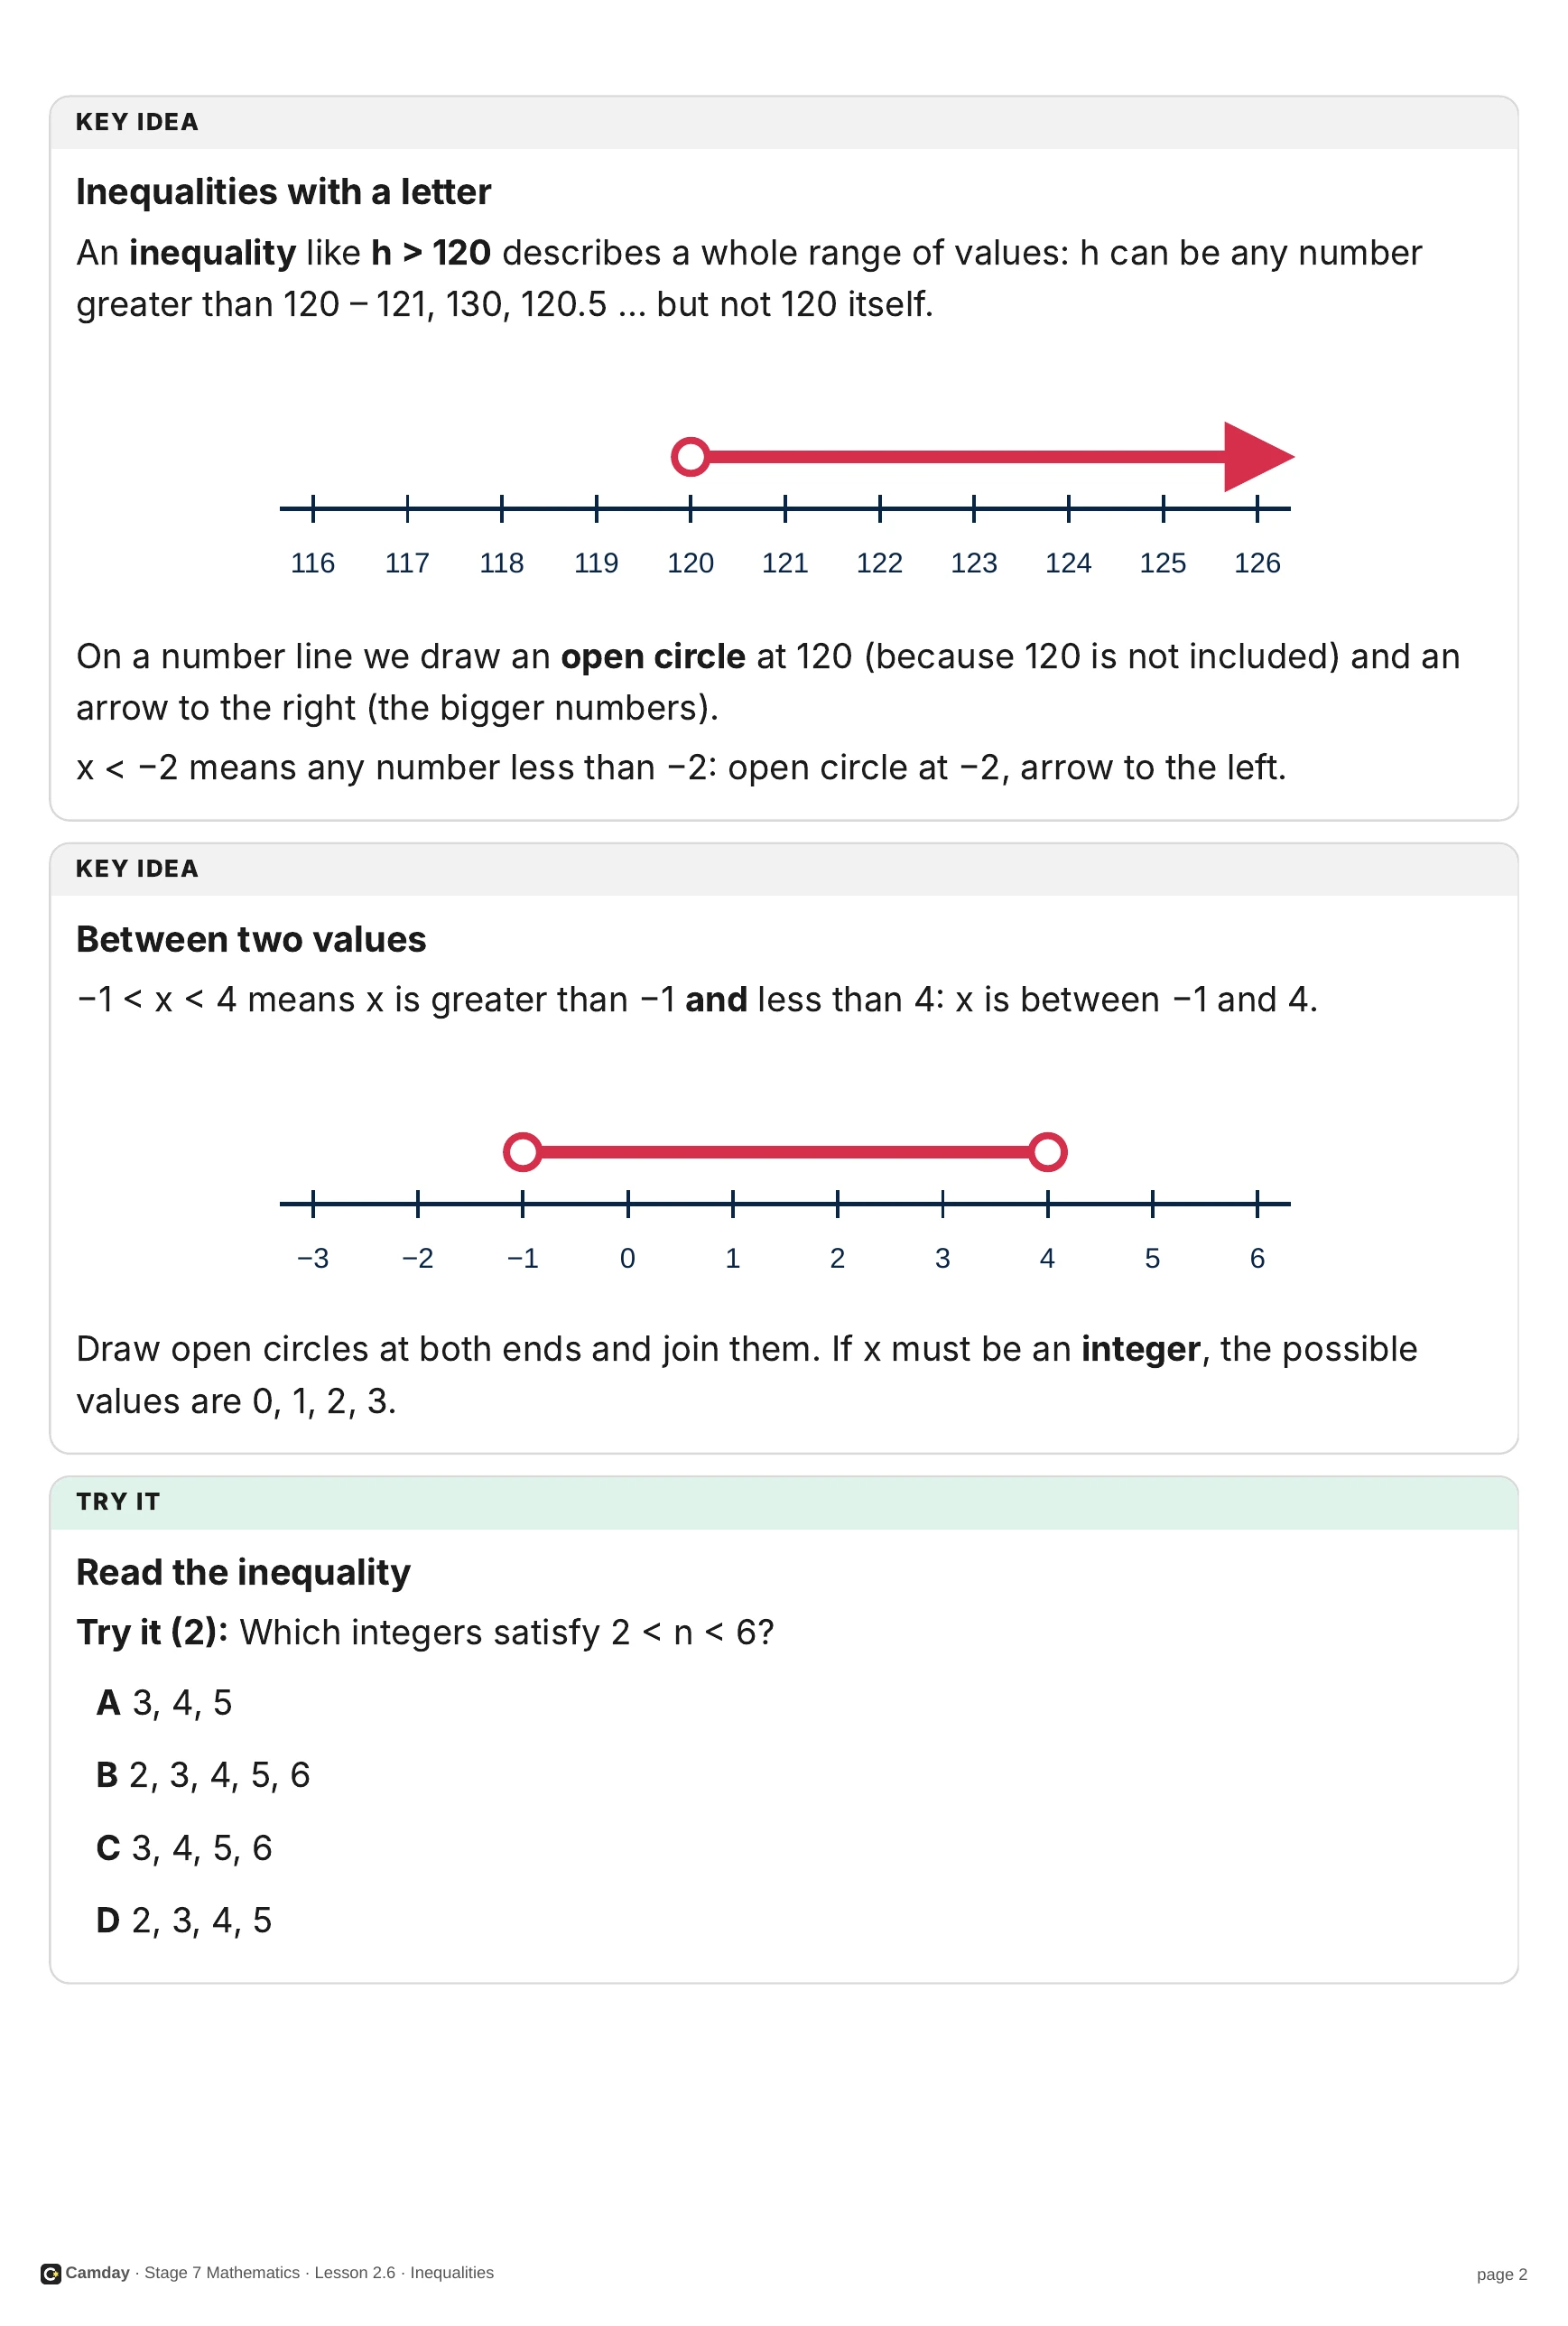 KEY IDEA
Inequalities with a letter
An inequality like h > 120 describes a whole range of values: h can be any number
greater than 120 – 121, 130, 120.5 ... but not 120 itself.
116 117 118 119 120 121 122 123 124 125 126
On a number line we draw an open circle at 120 (because 120 is not included) and an
arrow to the right (the bigger numbers).
x < −2 means any number less than −2: open circle at −2, arrow to the left.
KEY IDEA
Between two values
−1 < x < 4 means x is greater than −1 and less than 4: x is between −1 and 4.
−3 −2 −1 0 1 2 3 4 5 6
Draw open circles at both ends and join them. If x must be an integer, the possible
values are 0, 1, 2, 3.
TRY IT
Read the inequality
Try it (2): Which integers satisfy 2 < n < 6?
A 3, 4, 5
B 2, 3, 4, 5, 6
C 3, 4, 5, 6
D 2, 3, 4, 5
Camday · Stage 7 Mathematics · Lesson 2.6 · Inequalities
page 2